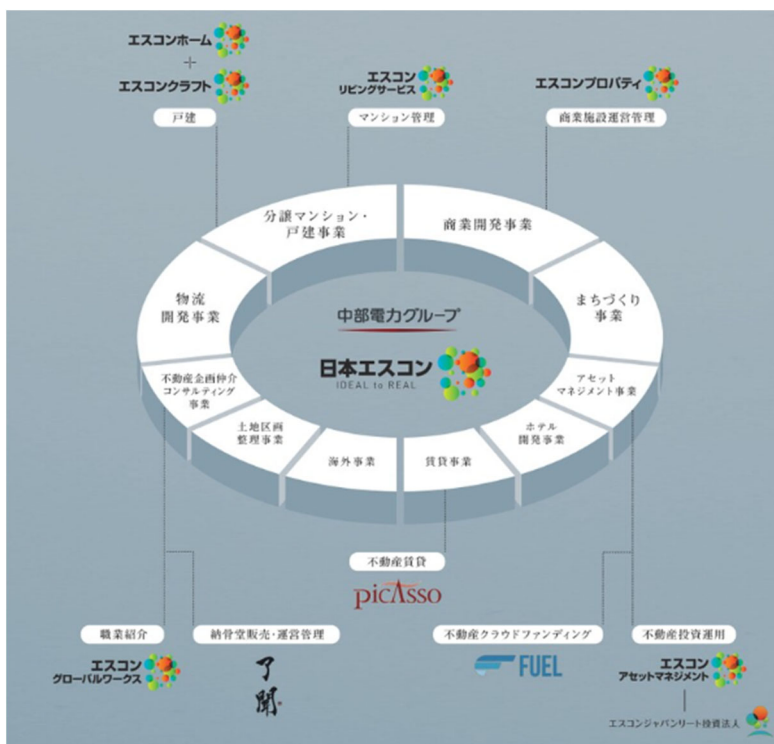 エスコンホーム
+
エスコンクラフト
戸建
エスコン
リビングサービス
マンション管理
エスコンプロパティ
商業施設運営管理
分譲マンション・
戸建事業
商業開発事業
物流
開発事業
まちづくり
事業
中部電力グループ
日本エスコン
IDEAL to REAL
不動産企画仲介
コンサルティング
事業
アセット
マネジメント事業
土地区画
整理事業
ホテル
開発事業
海外事業
賃貸事業
不動産賃貸
picAsso
職業紹介
エスコン
グローバルワークス
納骨堂販売・運営管理
了聞
不動産クラウドファンディング
FUEL
不動産投資運用
エスコン
アセットマネジメント
エスコンジャパンリート投資法人